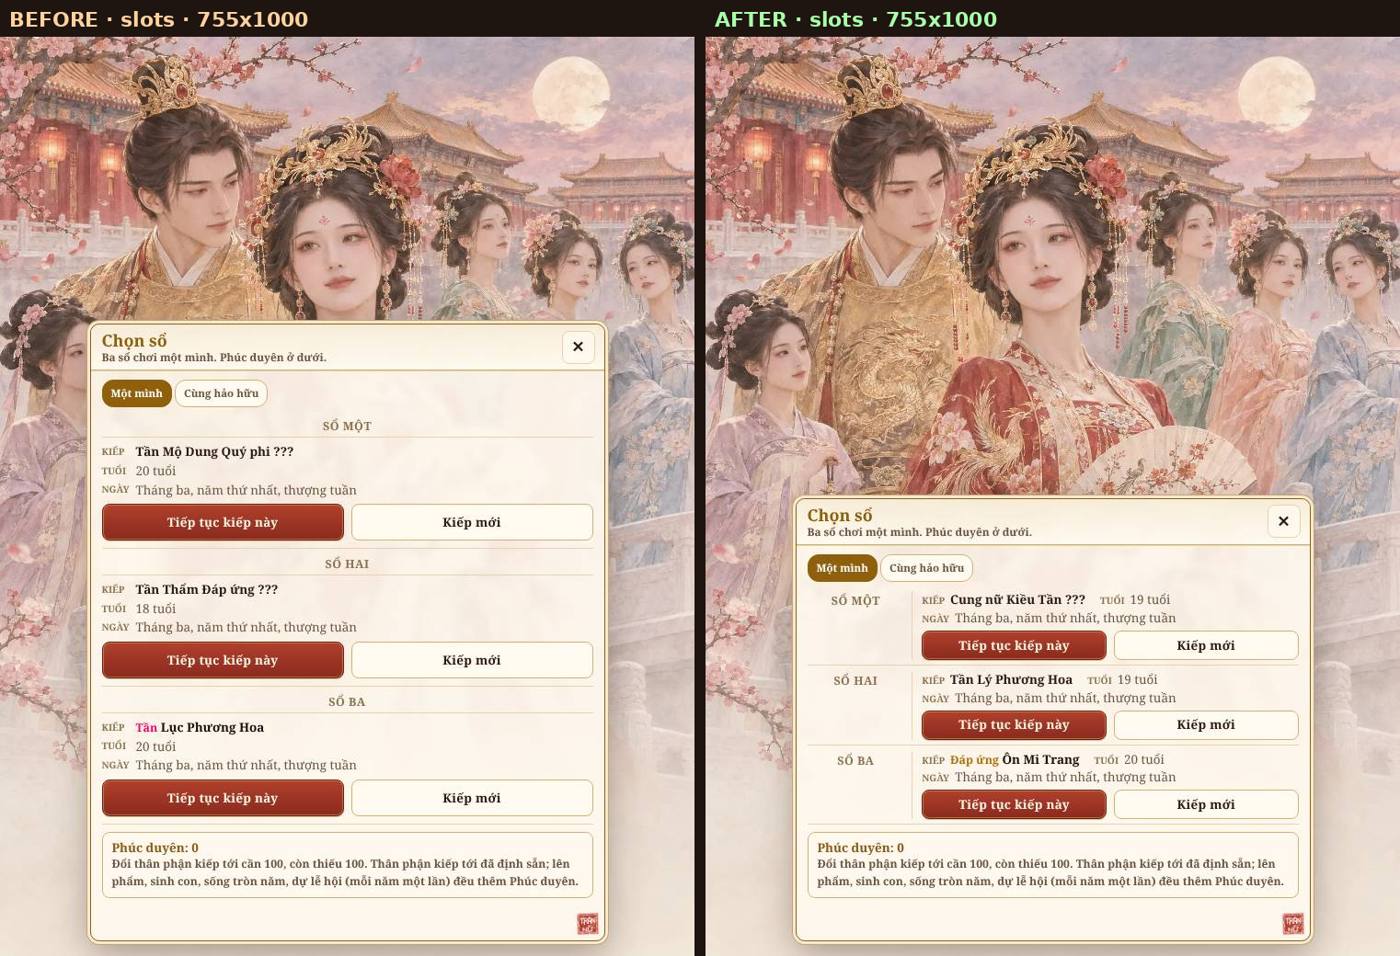 BEFORE · slots · 755x1000
Chọn sổ
Ba sổ chơi một mình. Phúc duyên ở dưới.
×
Một mình
Cùng hảo hữu
SỔ MỘT
KIẾP Tần Mộ Dung Quý phi ???
TUỔI 20 tuổi
NGÀY Tháng ba, năm thứ nhất, thượng tuần
Tiếp tục kiếp này
Kiếp mới
SỔ HAI
KIẾP Tần Thẩm Đáp ứng ???
TUỔI 18 tuổi
NGÀY Tháng ba, năm thứ nhất, thượng tuần
Tiếp tục kiếp này
Kiếp mới
SỔ BA
KIẾP Tần Lục Phương Hoa
TUỔI 20 tuổi
NGÀY Tháng ba, năm thứ nhất, thượng tuần
Tiếp tục kiếp này
Kiếp mới
Phúc duyên: 0
Đổi thân phận kiếp tới cần 100, còn thiếu 100. Thân phận kiếp tới đã định sẵn; lên
phẩm, sinh con, sống tròn năm, dự lễ hội (mỗi năm một lần) đều thêm Phúc duyên.
AFTER · slots · 755x1000
Chọn sổ
Ba sổ chơi một mình. Phúc duyên ở dưới.
×
Một mình
Cùng hảo hữu
SỔ MỘT
KIẾP Cung nữ Kiều Tần ??? TUỔI 19 tuổi
NGÀY Tháng ba, năm thứ nhất, thượng tuần
Tiếp tục kiếp này
Kiếp mới
SỔ HAI
KIẾP Tần Lý Phương Hoa TUỔI 19 tuổi
NGÀY Tháng ba, năm thứ nhất, thượng tuần
Tiếp tục kiếp này
Kiếp mới
SỔ BA
KIẾP Đáp ứng Ôn Mi Trang TUỔI 20 tuổi
NGÀY Tháng ba, năm thứ nhất, thượng tuần
Tiếp tục kiếp này
Kiếp mới
Phúc duyên: 0
Đổi thân phận kiếp tới cần 100, còn thiếu 100. Thân phận kiếp tới đã định sẵn; lên
phẩm, sinh con, sống tròn năm, dự lễ hội (mỗi năm một lần) đều thêm Phúc duyên.